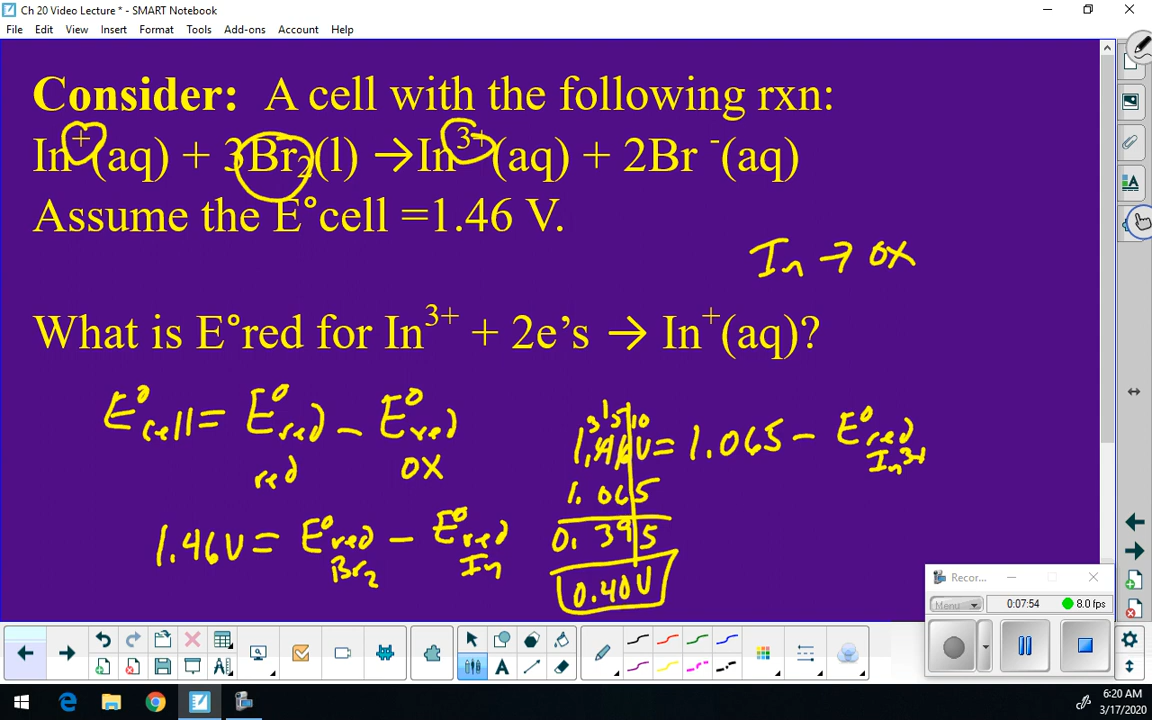 Ch 20 Video Lecture * - SMART Notebook
File Edit View Insert Format Tools Add-ons Account Help
Consider: A cell with the following rxn:
In⁺(aq) + 3Br₂(l) →In³⁺(aq) + 2Br ⁻(aq)
Assume the E°cell =1.46 V.
In → OX
What is E°red for In³⁺ + 2e's → In⁺(aq)?
E°cell = E°red - E°red
red OX
1.46V = E°red - E°red
Br₂ In
3 15 10
1.46V = 1.065 - E°red
In³⁺
1.065
0.395
0.40V
Recor...
Menu
0:07:54
8.0 fps
6:20 AM
3/17/2020